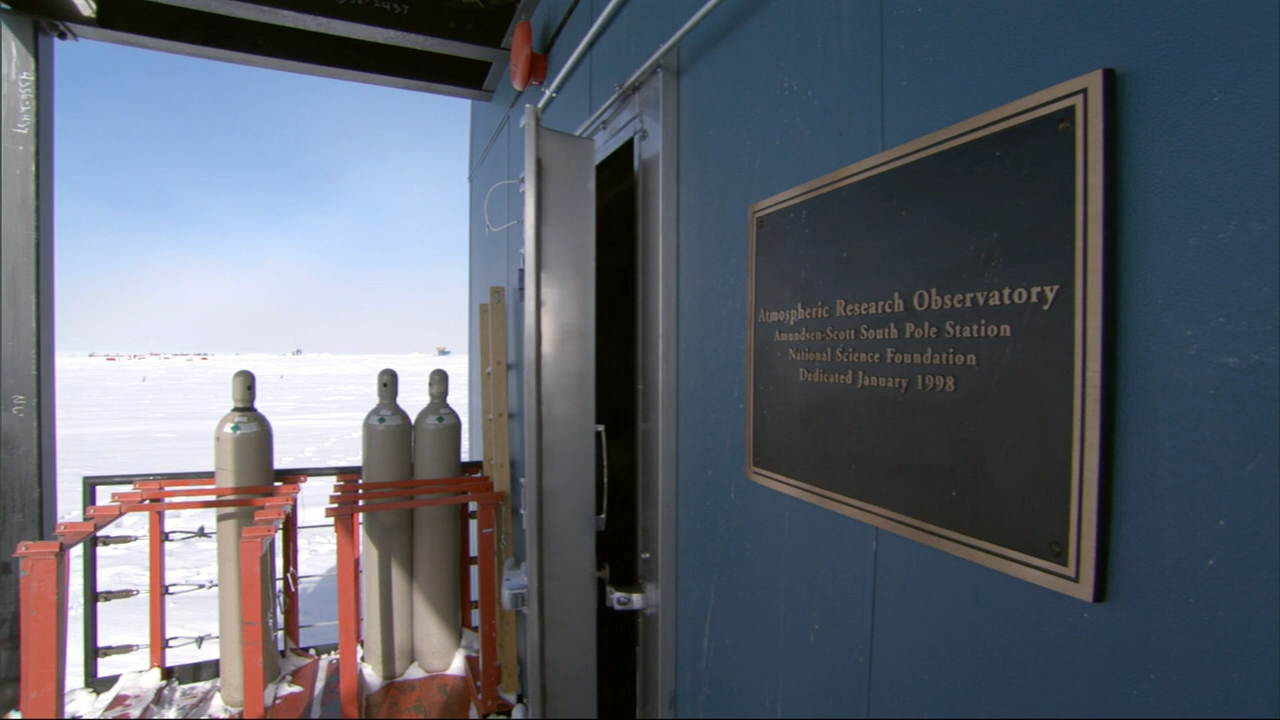 Atmospheric Research Observatory
Amundsen-Scott South Pole Station
National Science Foundation
Dedicated January 1998